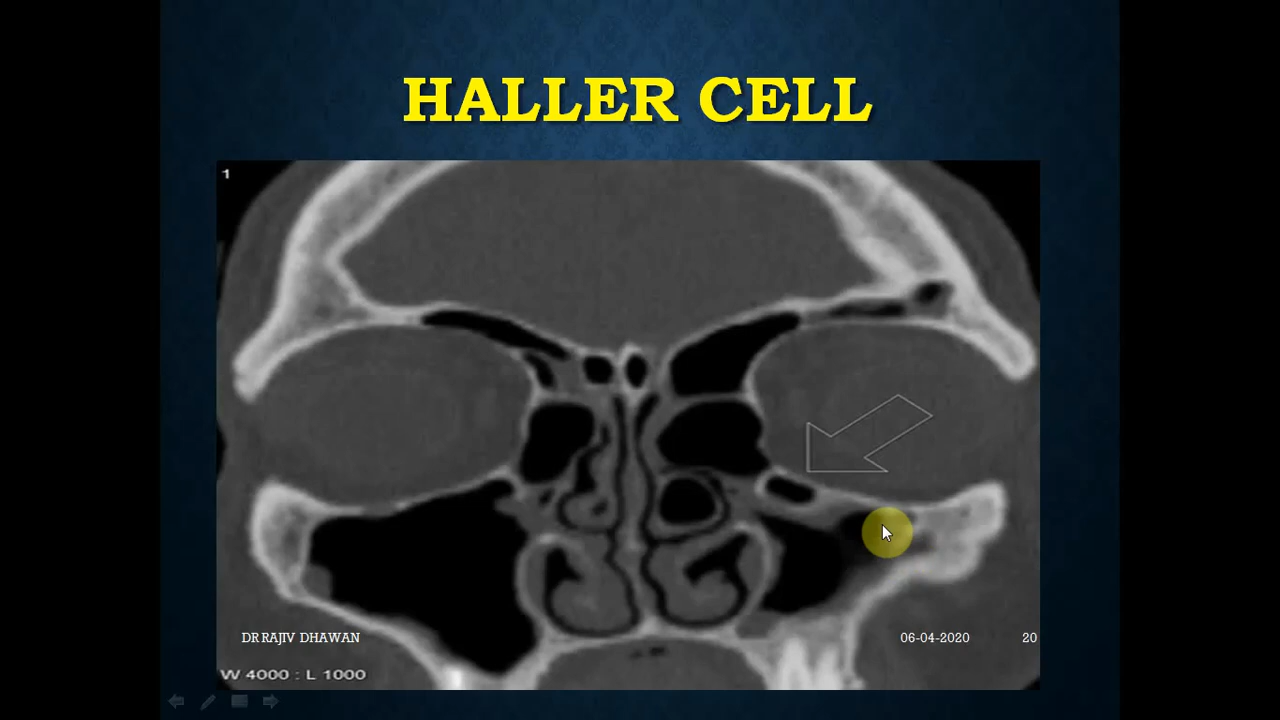 HALLER CELL
1
DR RAJIV DHAWAN
06-04-2020
20
W 4000 : L 1000